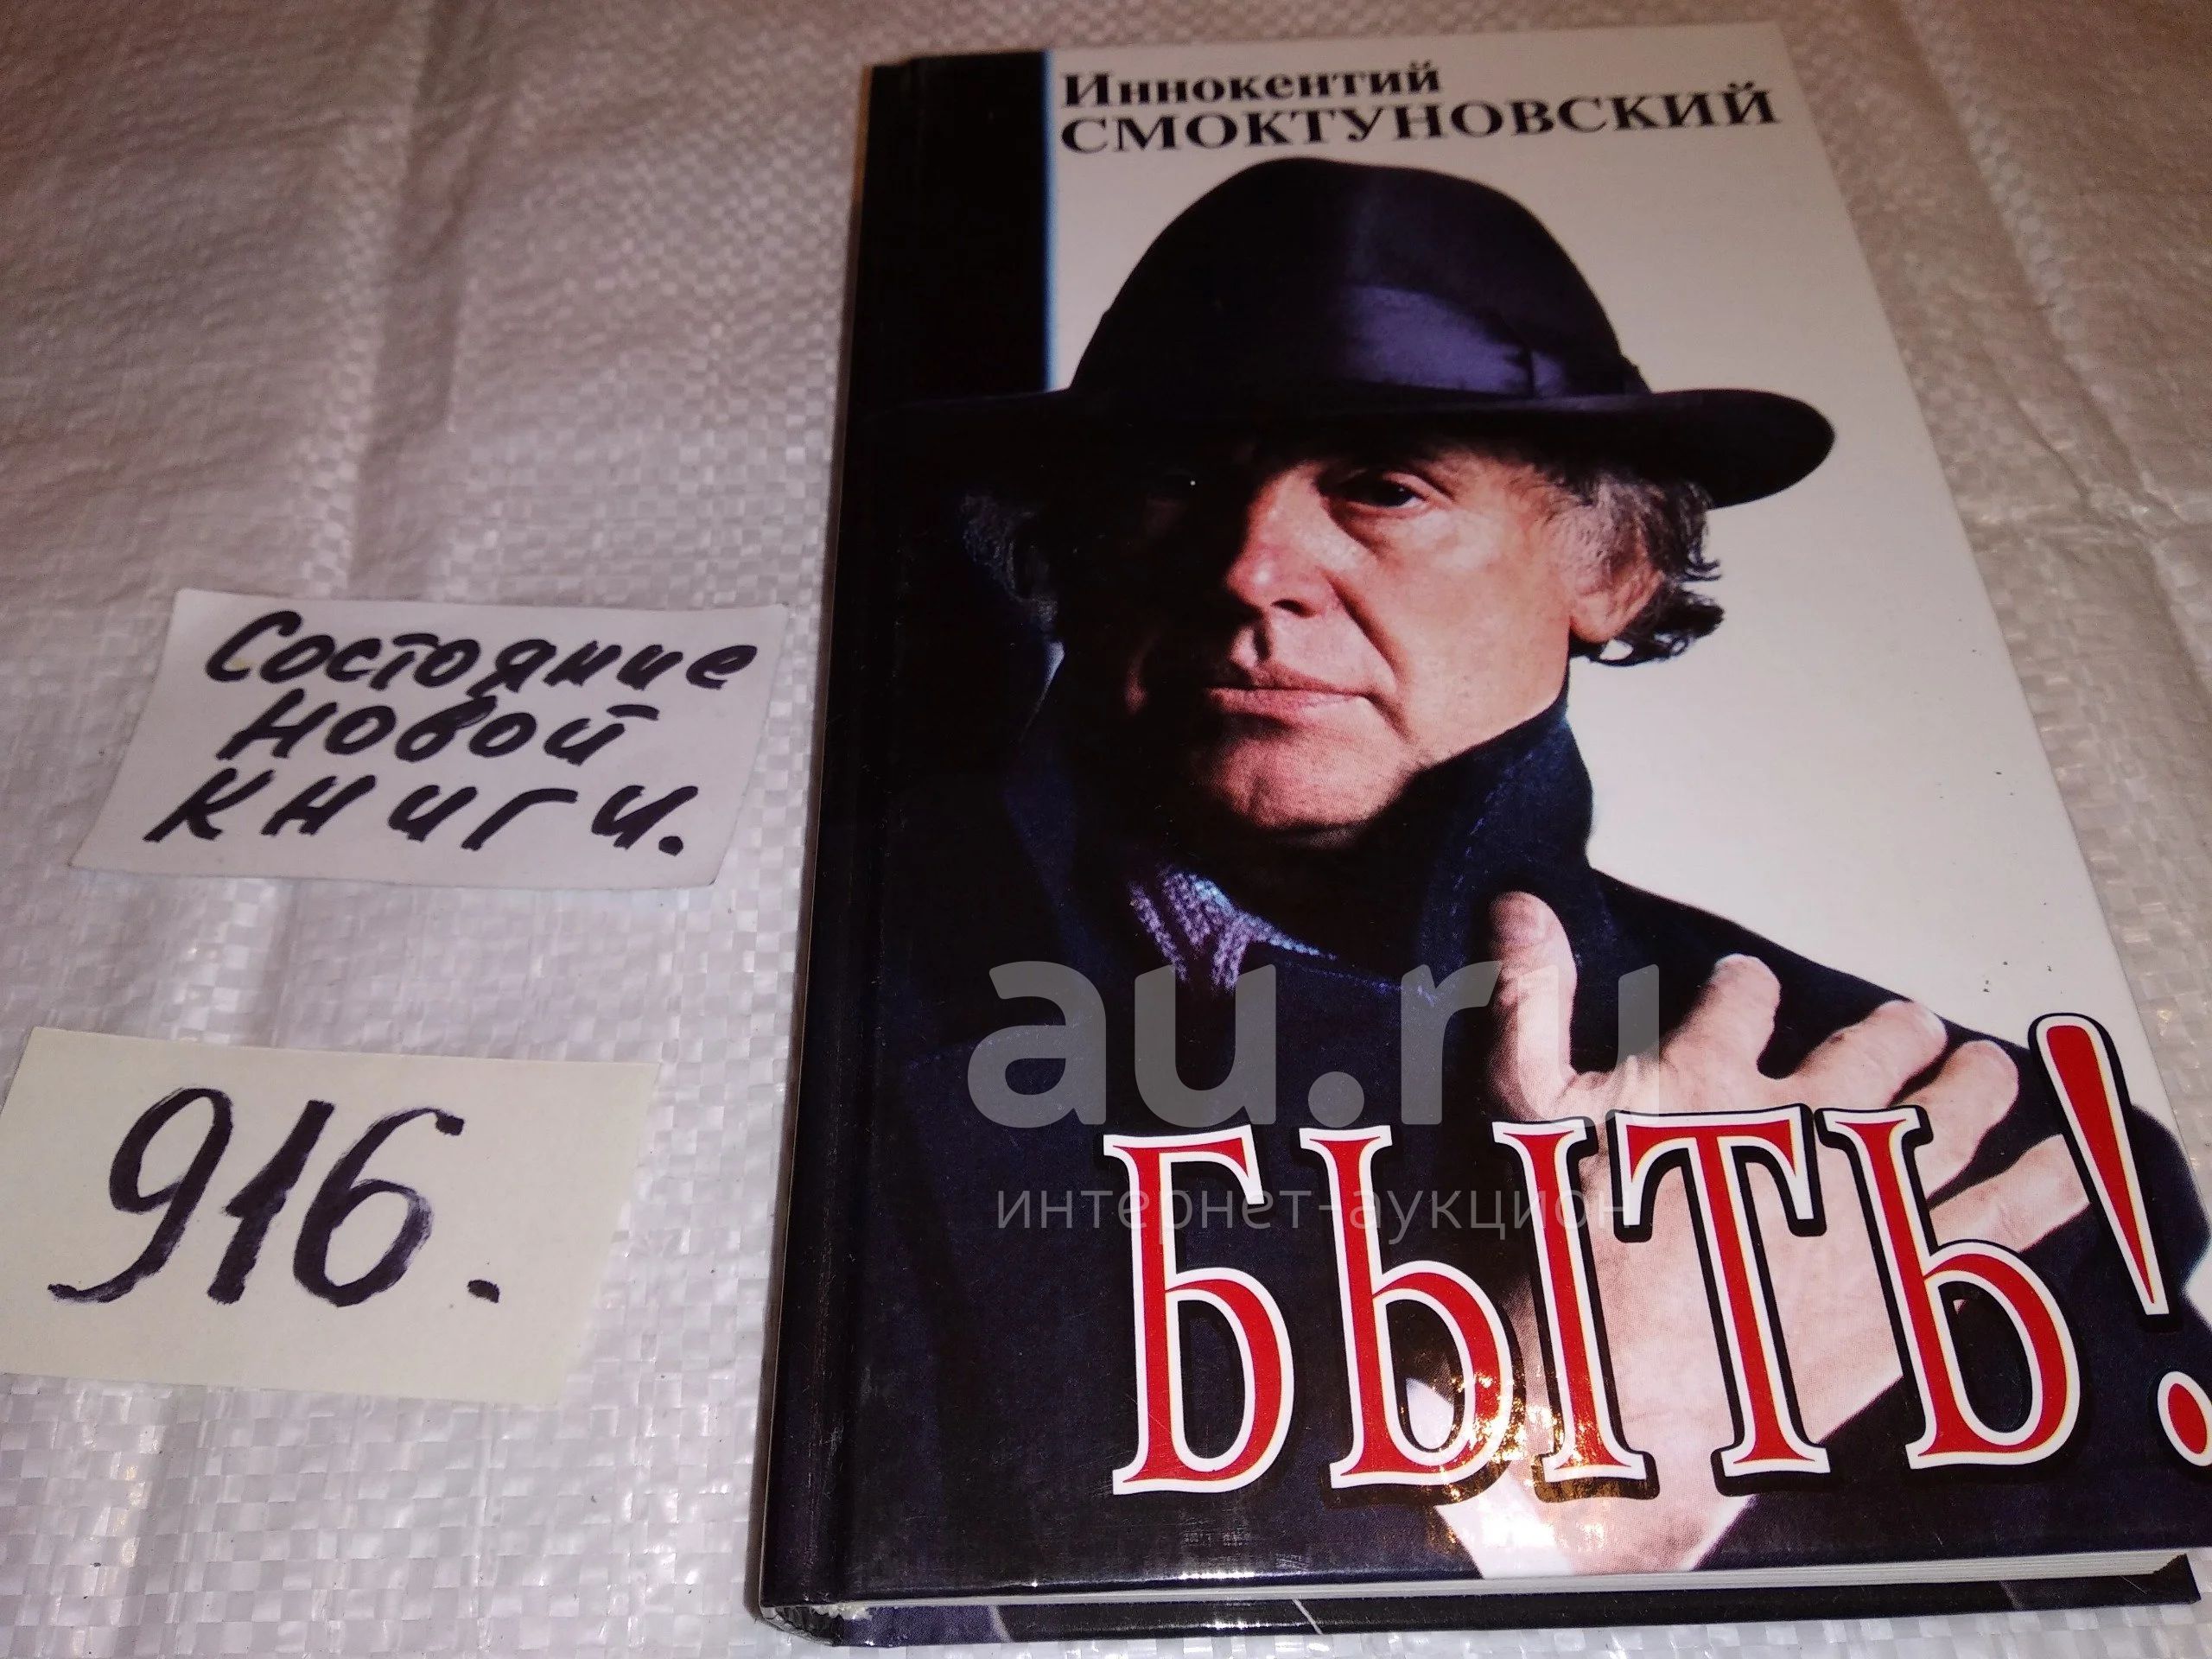 Иннокентий
СМОКТУНОВСКИЙ
Состояние
новой
книги.
au.ru
интернет-аукцион
916.
БЫТЬ!